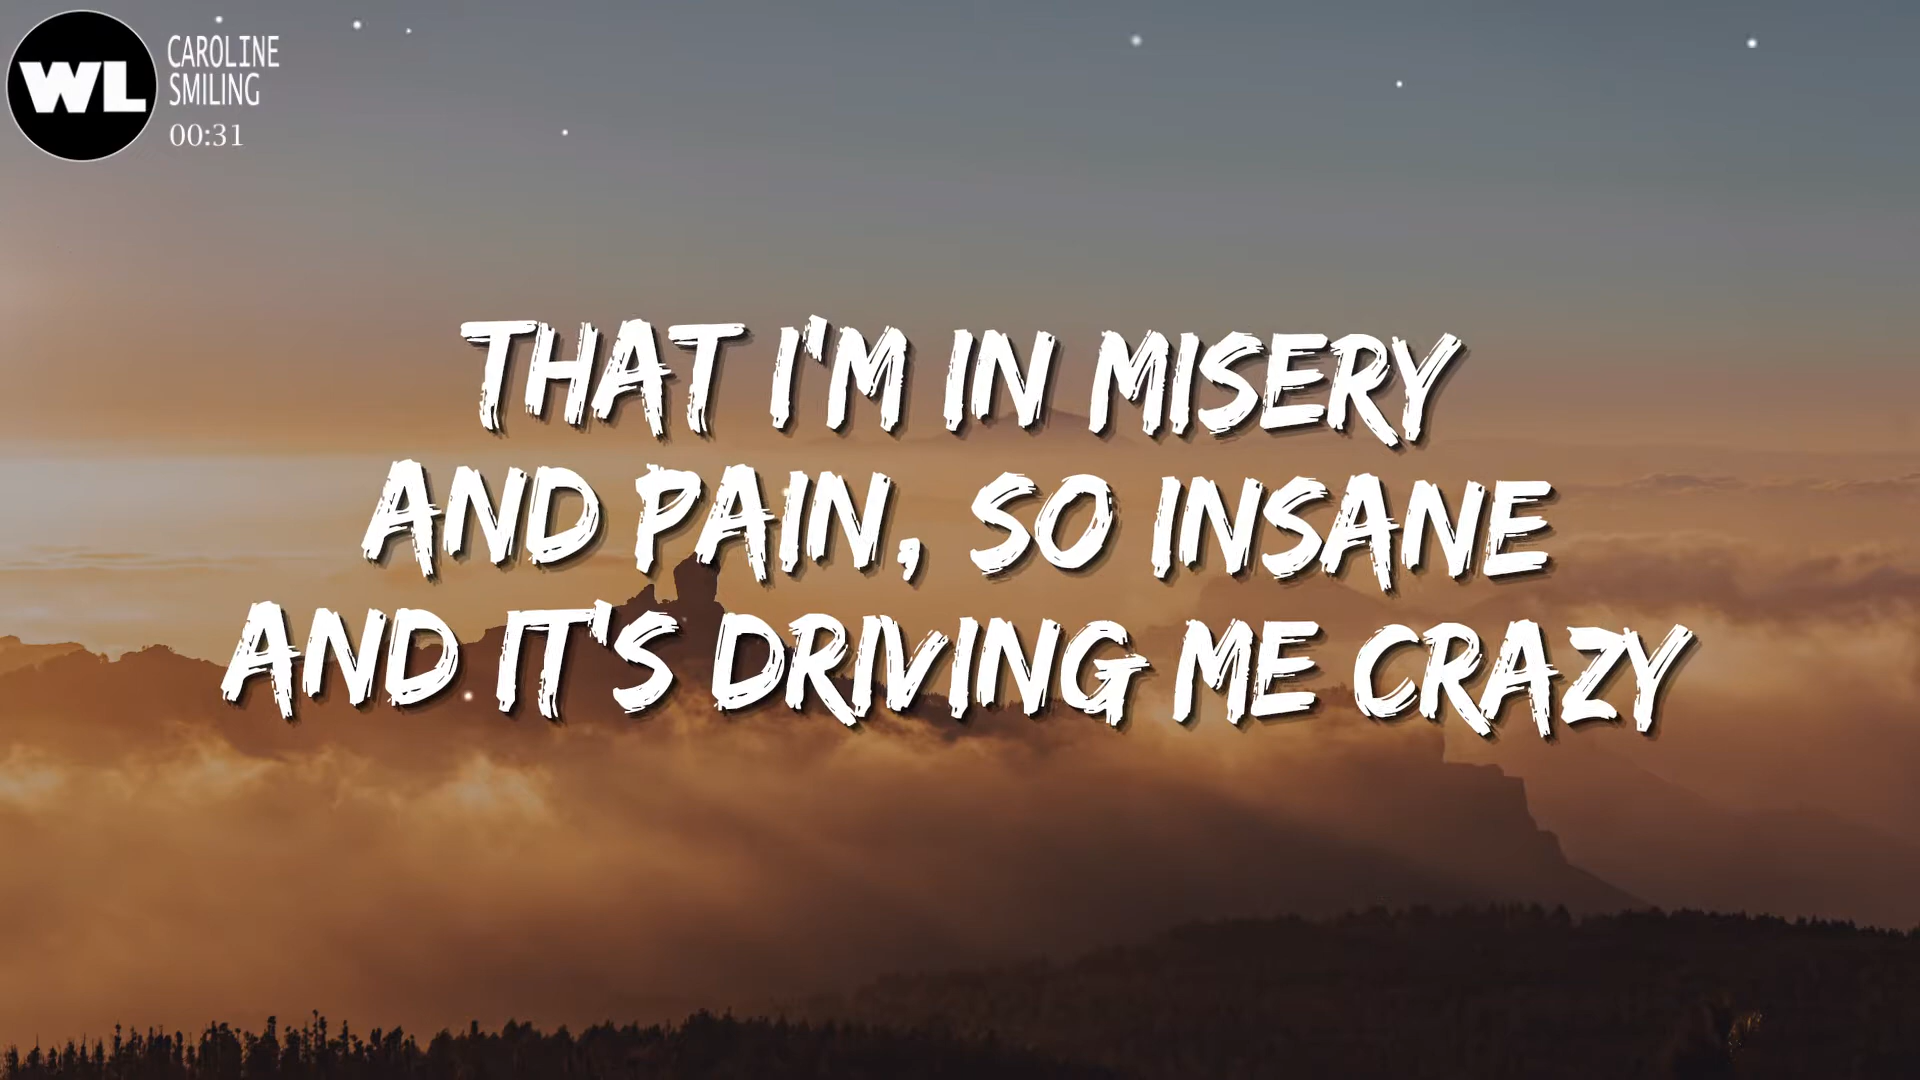 WL
CAROLINE
SMILING
00:31
THAT I'M IN MISERY
AND PAIN, SO INSANE
AND IT'S DRIVING ME CRAZY